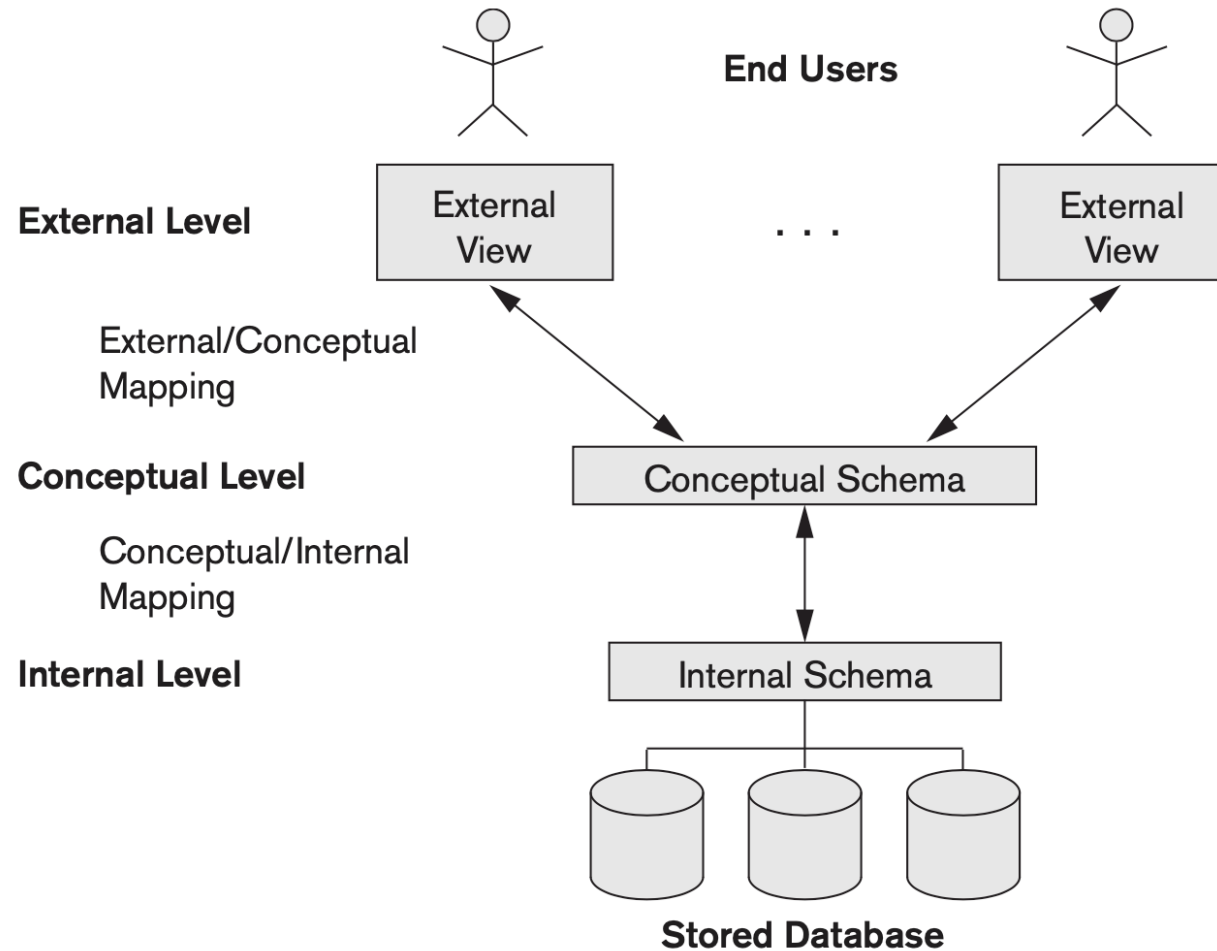 End Users
External Level
External
View
. . .
External
View
External/Conceptual
Mapping
Conceptual Level
Conceptual Schema
Conceptual/Internal
Mapping
Internal Level
Internal Schema
Stored Database